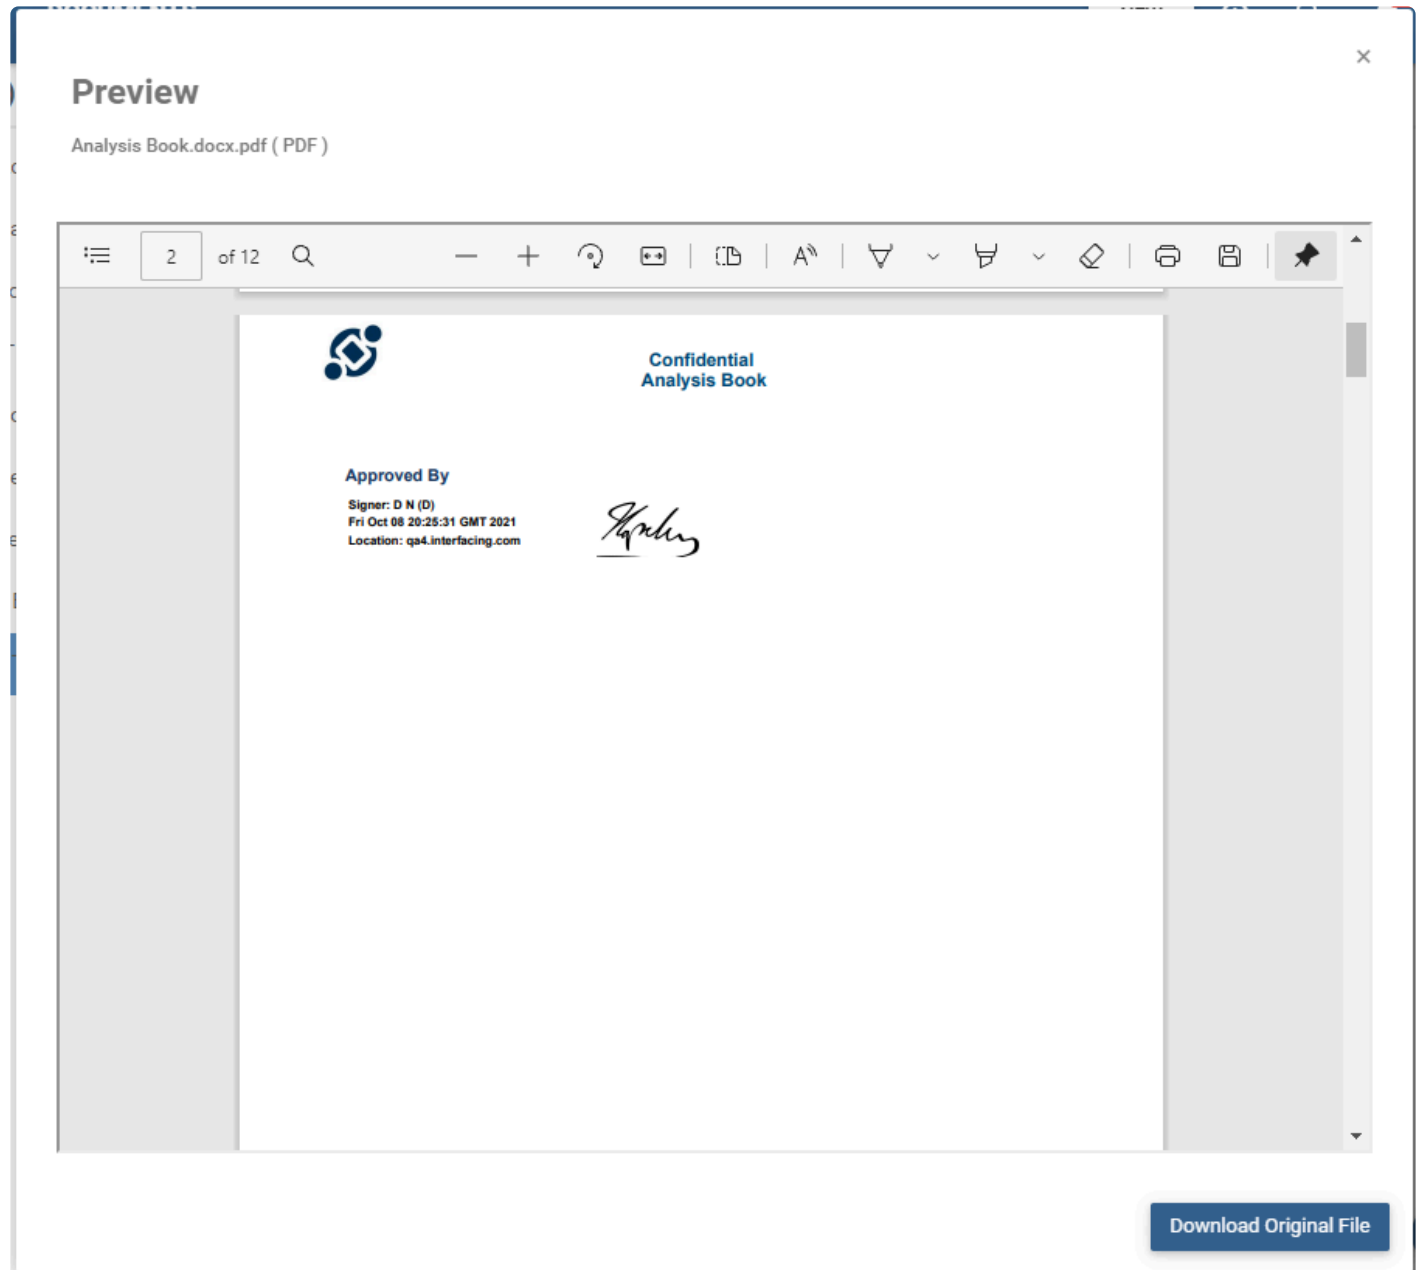 Preview
Analysis Book.docx.pdf ( PDF )
2 of 12
Confidential
Analysis Book
Approved By
Signer: D N (D)
Fri Oct 08 20:25:31 GMT 2021
Location: qa4.interfacing.com
Download Original File